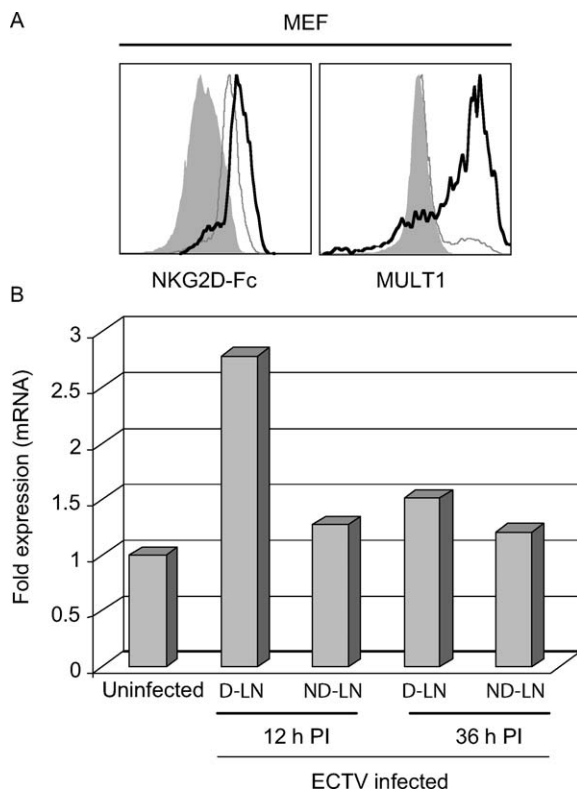 A
MEF
NKG2D-Fc MULT1
B
Fold expression (mRNA)
3
2.5
2
1.5
1
0.5
0
Uninfected D-LN ND-LN D-LN ND-LN
12 h PI 36 h PI
ECTV infected